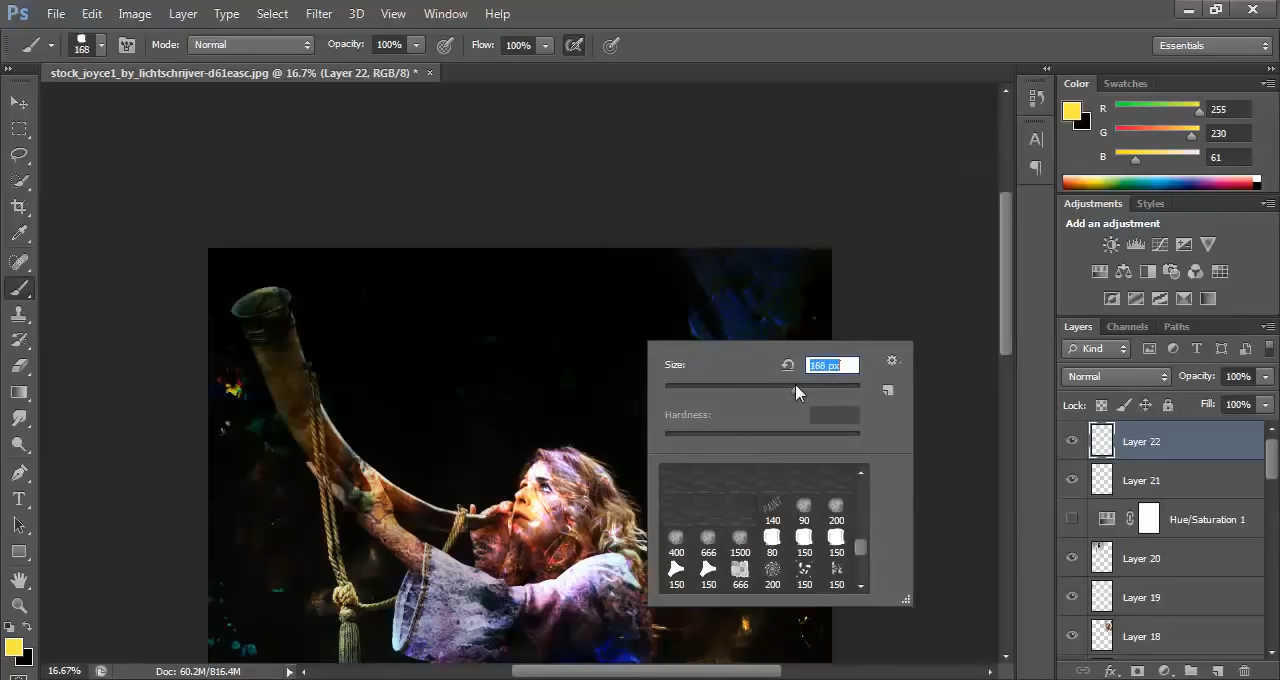 Ps File Edit Image Layer Type Select Filter 3D View Window Help
168 Mode: Normal Opacity: 100% Flow: 100% Essentials
stock_joyce1_by_lichtschrijver-d61easc.jpg @ 16.7% (Layer 22, RGB/8) * ×
Color Swatches
R 255
G 230
B 61
Adjustments Styles
Add an adjustment
Layers Channels Paths
Kind T
Normal Opacity: 100%
Lock: Fill: 100%
Layer 22
Layer 21
Hue/Saturation 1
Layer 20
Layer 19
Layer 18
fx
Size: 168 px
Hardness:
PAINT
140 90 200
400 666 1500 80 150 150
150 150 666 200 150 150
16.67% Doc: 60.2M/816.4M